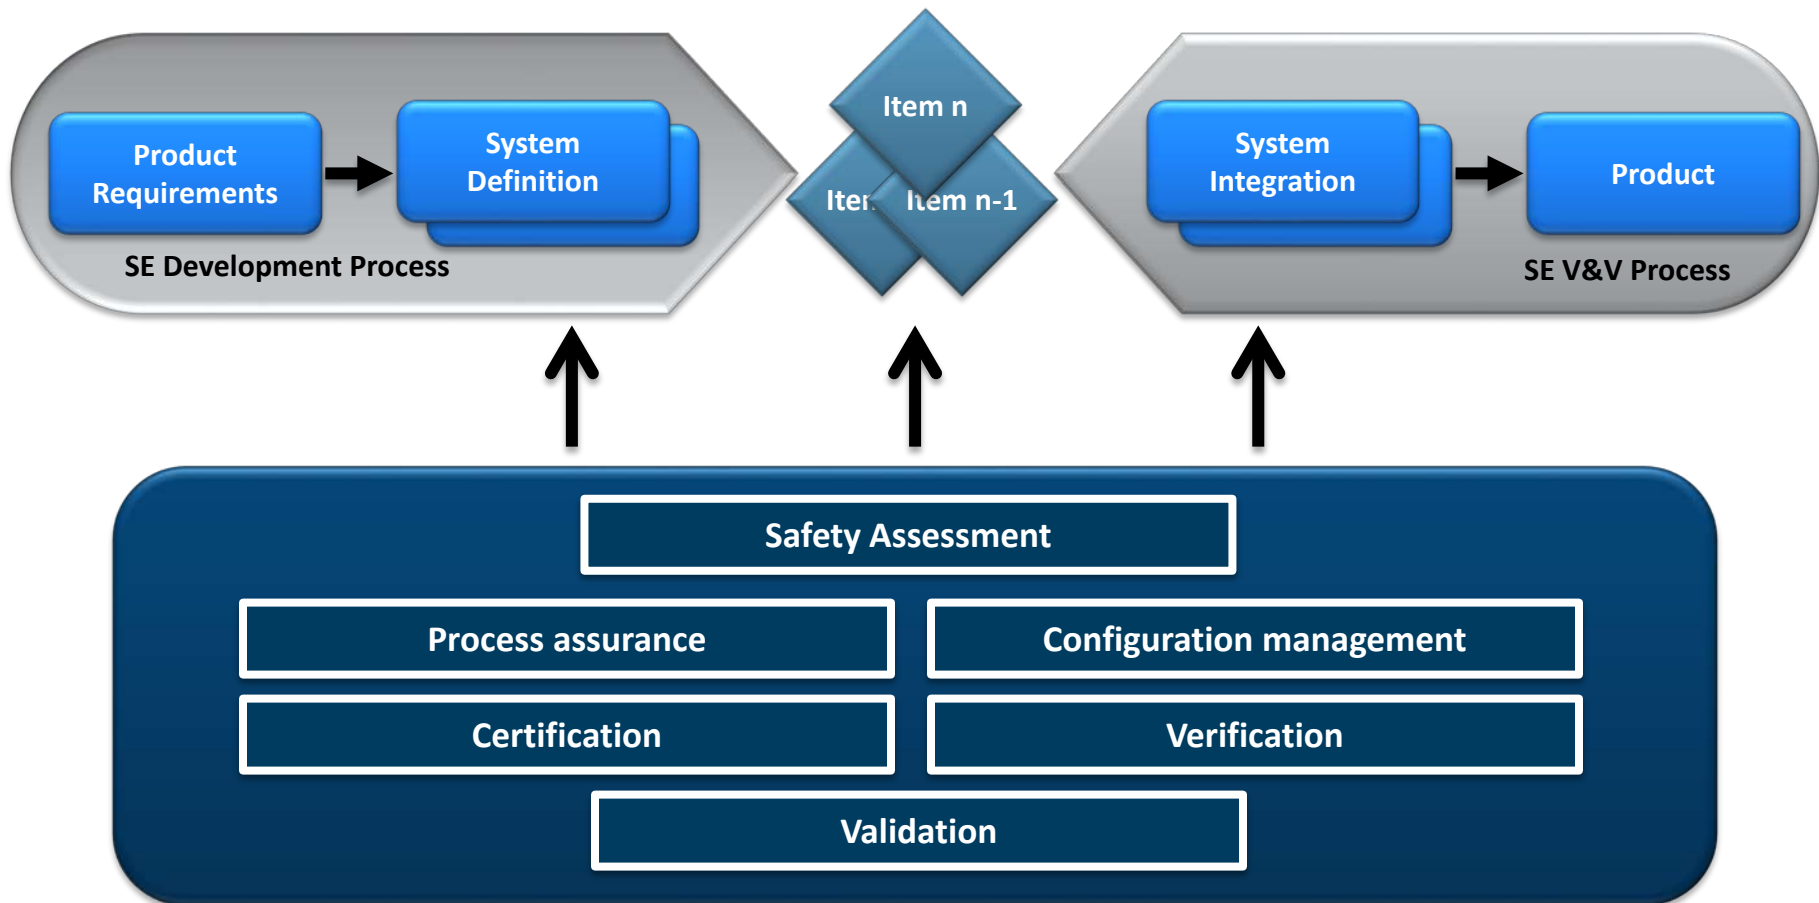 Item n
Product
Requirements
System
Definition
System
Integration
Product
Item n-1
SE Development Process
SE V&V Process
Safety Assessment
Process assurance
Configuration management
Certification
Verification
Validation